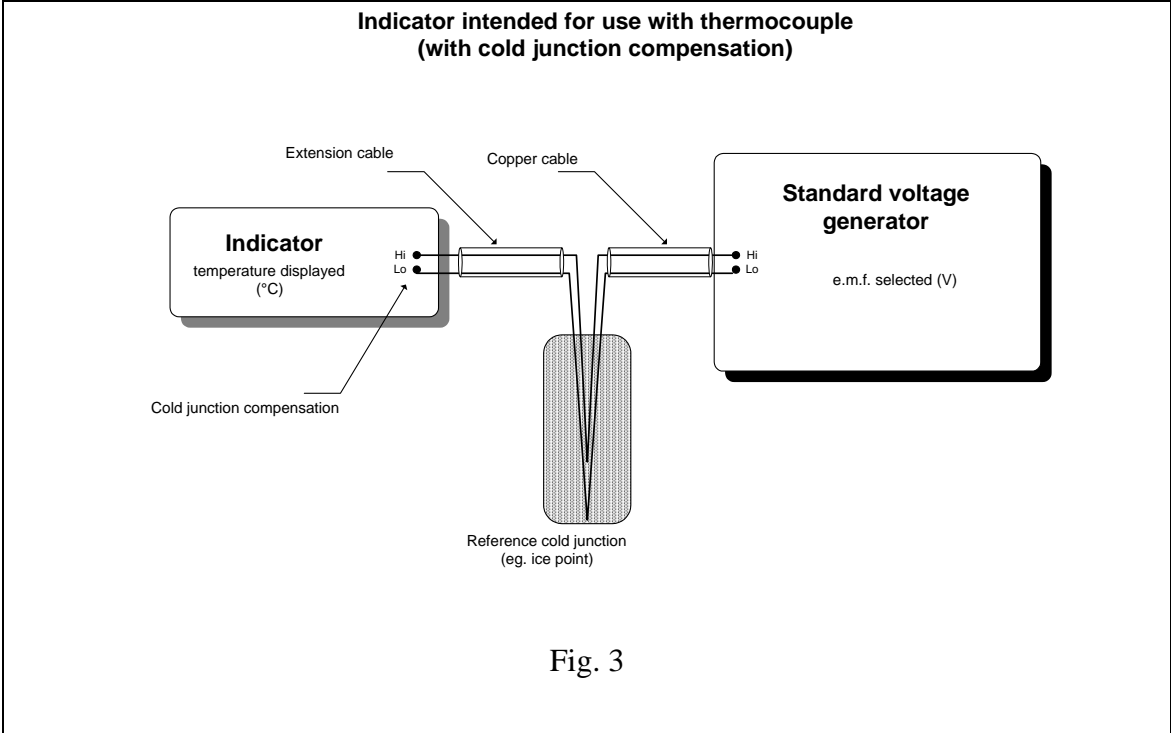 Indicator intended for use with thermocouple
(with cold junction compensation)
Extension cable
Copper cable
Standard voltage
generator
Indicator
temperature displayed
(°C)
Hi
Lo
Hi
Lo
e.m.f. selected (V)
Cold junction compensation
Reference cold junction
(eg. ice point)
Fig. 3